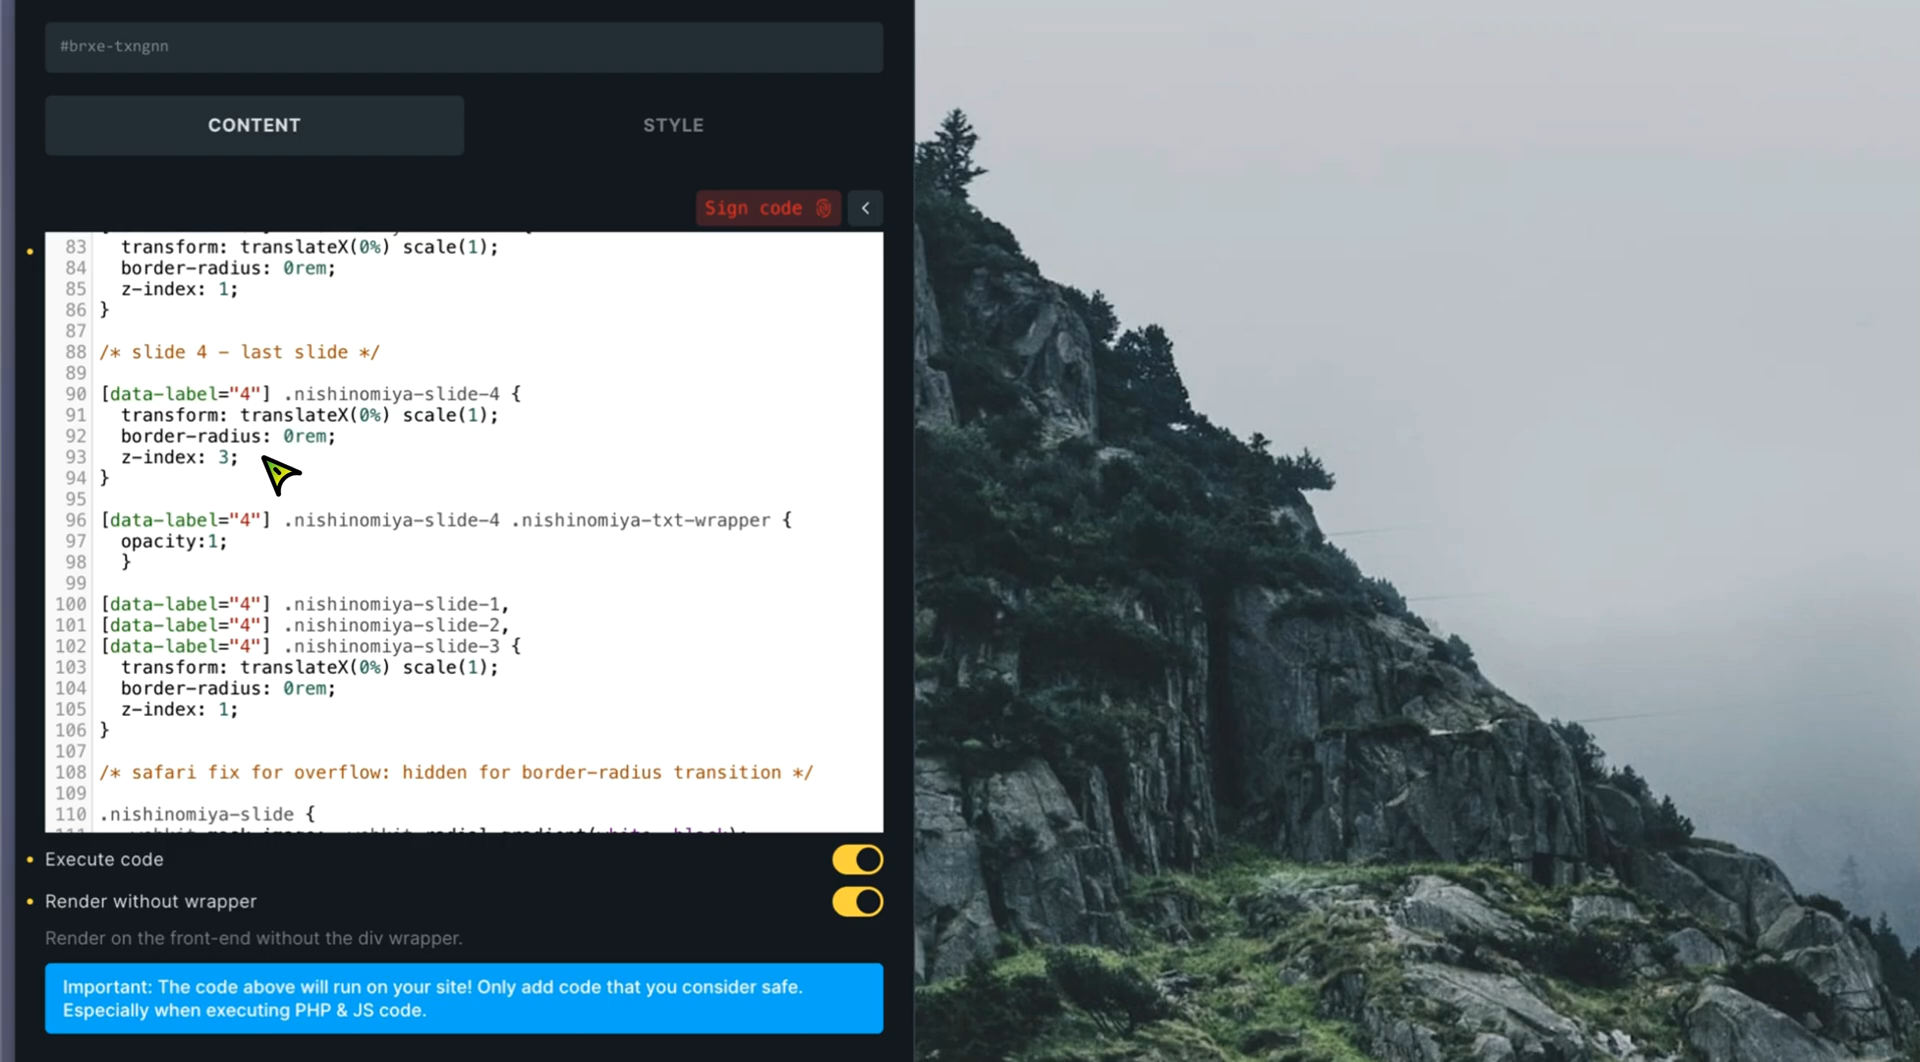 #brxe-txngnn
CONTENT
STYLE
Sign code
83 transform: translateX(0%) scale(1);
84 border-radius: 0rem;
85 z-index: 1;
86 }
87
88 /* slide 4 – last slide */
89
90 [data-label="4"] .nishinomiya-slide-4 {
91 transform: translateX(0%) scale(1);
92 border-radius: 0rem;
93 z-index: 3;
94 }
95
96 [data-label="4"] .nishinomiya-slide-4 .nishinomiya-txt-wrapper {
97 opacity:1;
98 }
99
100 [data-label="4"] .nishinomiya-slide-1,
101 [data-label="4"] .nishinomiya-slide-2,
102 [data-label="4"] .nishinomiya-slide-3 {
103 transform: translateX(0%) scale(1);
104 border-radius: 0rem;
105 z-index: 1;
106 }
107
108 /* safari fix for overflow: hidden for border-radius transition */
109
110 .nishinomiya-slide {
Execute code
Render without wrapper
Render on the front-end without the div wrapper.
Important: The code above will run on your site! Only add code that you consider safe.
Especially when executing PHP & JS code.